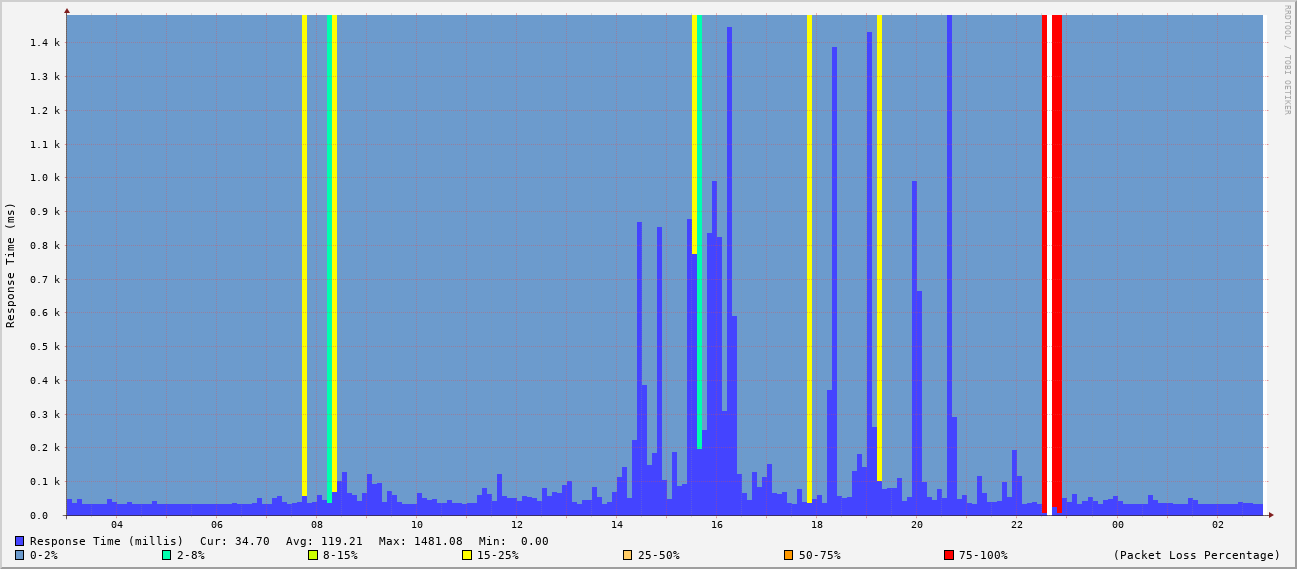 RRDTOOL / TOBI OETIKER
Response Time (ms)
1.4 k
1.3 k
1.2 k
1.1 k
1.0 k
0.9 k
0.8 k
0.7 k
0.6 k
0.5 k
0.4 k
0.3 k
0.2 k
0.1 k
0.0
04 06 08 10 12 14 16 18 20 22 00 02
Response Time (millis) Cur: 34.70 Avg: 119.21 Max: 1481.08 Min: 0.00
0-2% 2-8% 8-15% 15-25% 25-50% 50-75% 75-100% (Packet Loss Percentage)